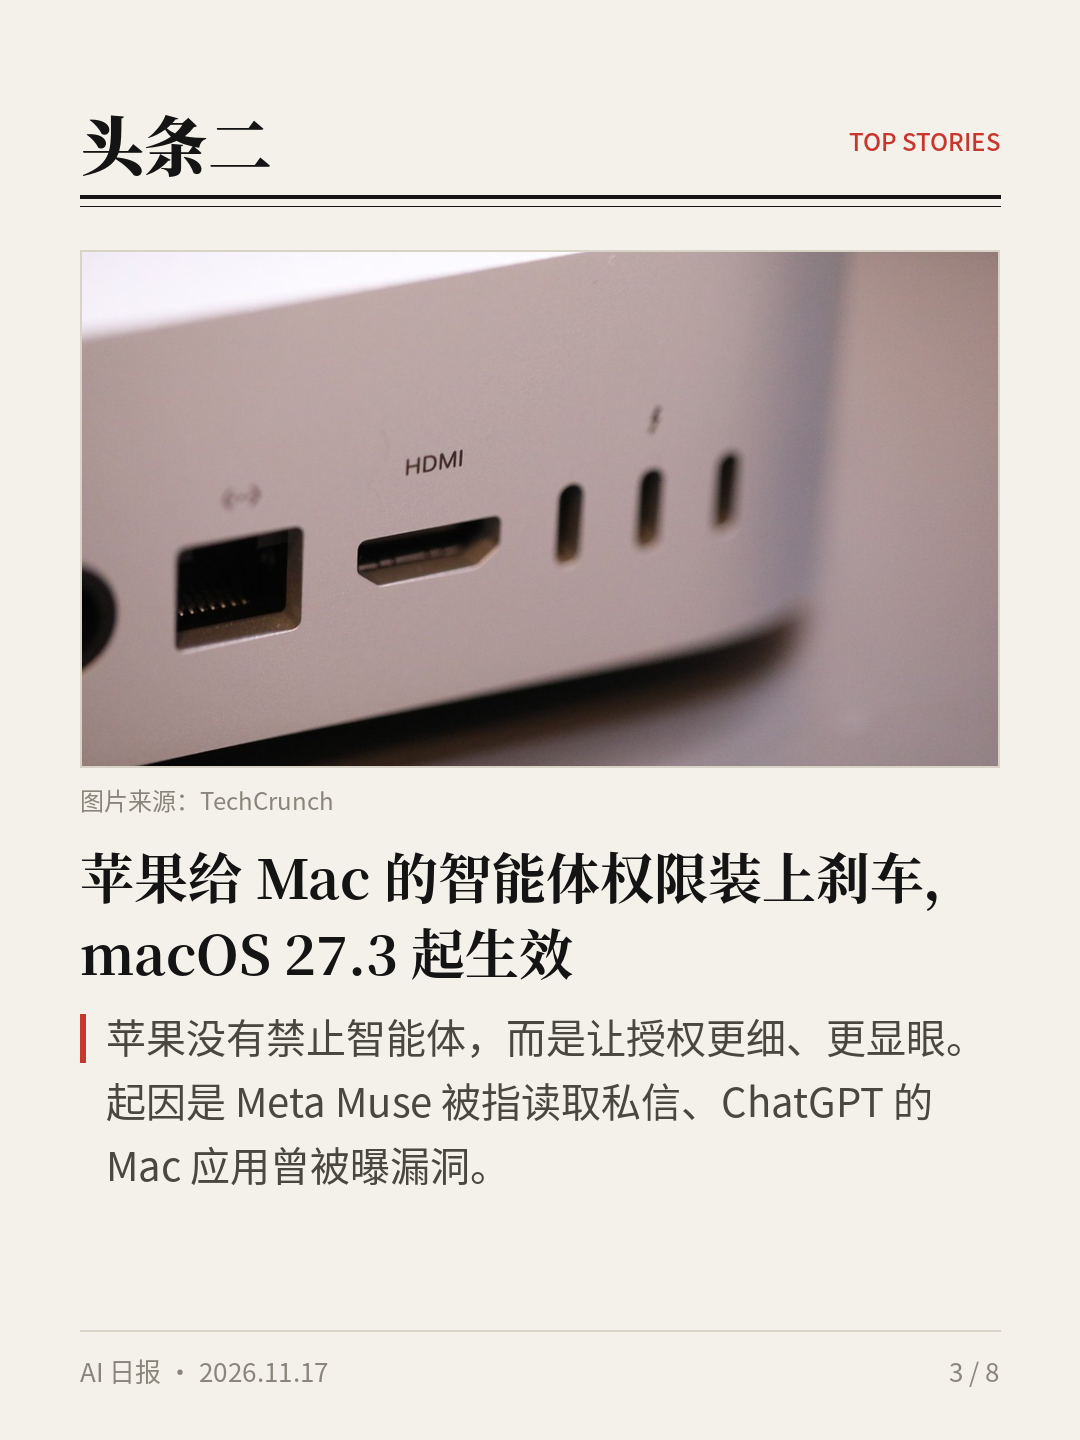 头条二
TOP STORIES
HDMI
图片来源：TechCrunch
苹果给 Mac 的智能体权限装上刹车，
macOS 27.3 起生效
苹果没有禁止智能体，而是让授权更细、更显眼。
起因是 Meta Muse 被指读取私信、ChatGPT 的
Mac 应用曾被曝漏洞。
AI 日报 · 2026.11.17
3 / 8